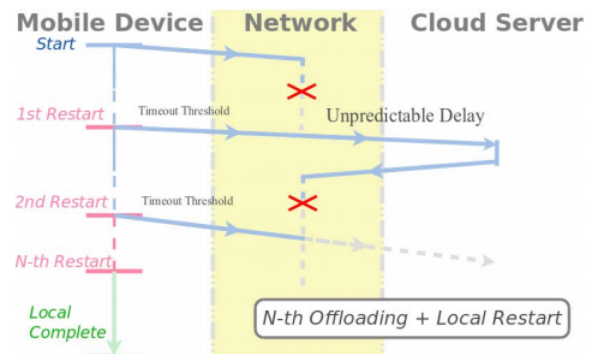 Mobile Device Network Cloud Server
Start
1st Restart
Timeout Threshold
Unpredictable Delay
2nd Restart
Timeout Threshold
N-th Restart
Local
Complete
N-th Offloading + Local Restart